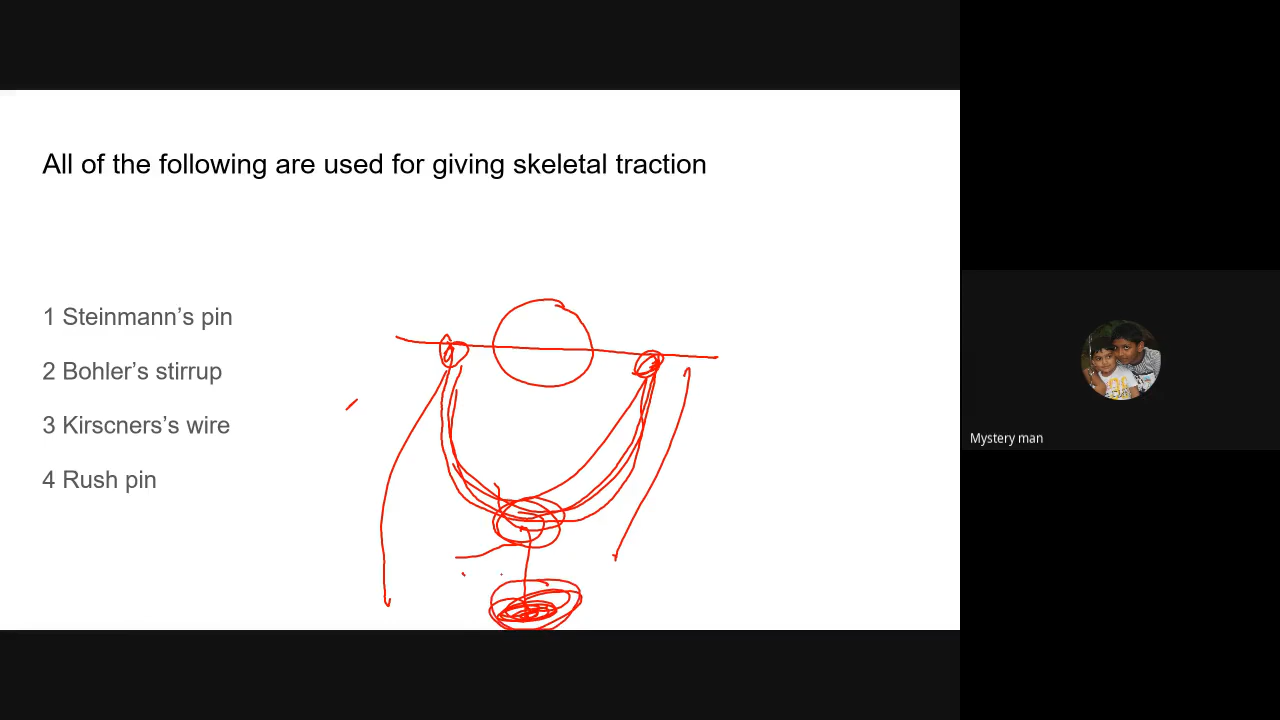 All of the following are used for giving skeletal traction
1 Steinmann’s pin
2 Bohler’s stirrup
3 Kirscners’s wire
4 Rush pin
Mystery man